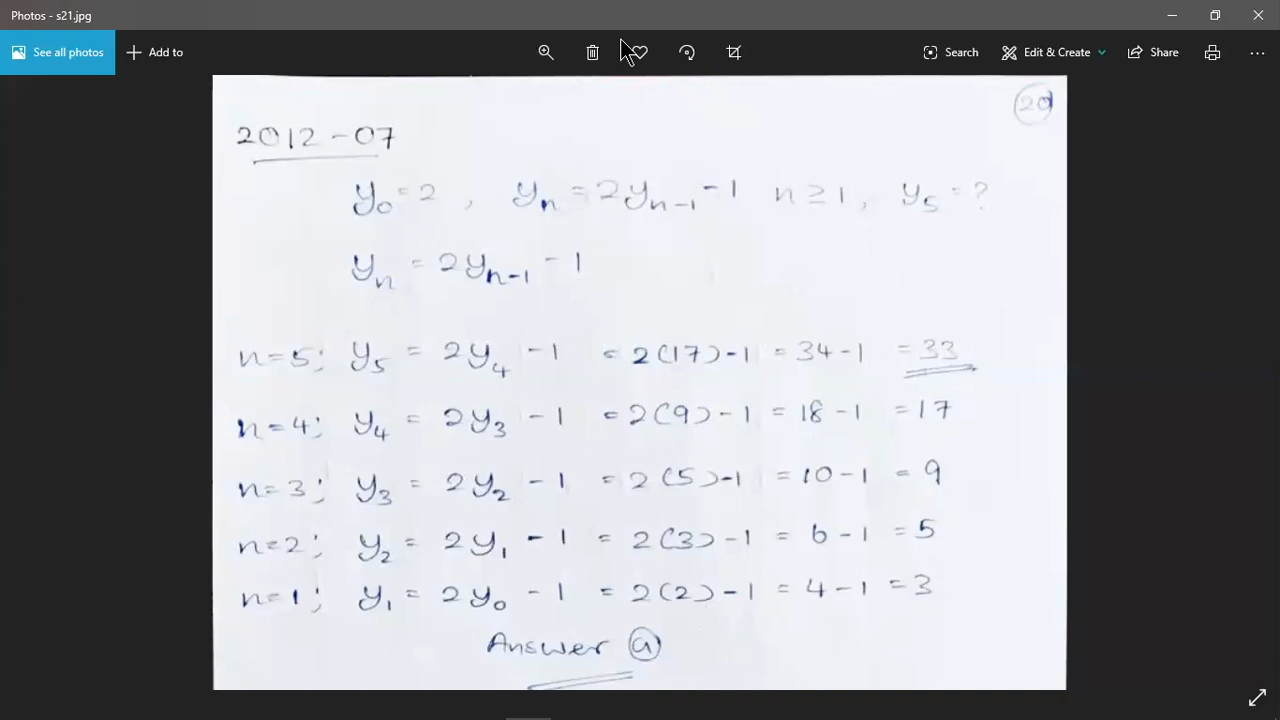 Photos - s21.jpg
See all photos
Add to
Search
Edit & Create
Share
20
2012-07
y₀ = 2 , yₙ = 2yₙ₋₁ - 1 n ≥ 1, y₅ = ?
yₙ = 2yₙ₋₁ - 1
n=5; y₅ = 2y₄ - 1 = 2(17)-1 = 34-1 = 33
n=4; y₄ = 2y₃ - 1 = 2(9)-1 = 18-1 = 17
n=3; y₃ = 2y₂ - 1 = 2(5)-1 = 10-1 = 9
n=2; y₂ = 2y₁ - 1 = 2(3)-1 = 6-1 = 5
n=1; y₁ = 2y₀ - 1 = 2(2)-1 = 4-1 = 3
Answer a